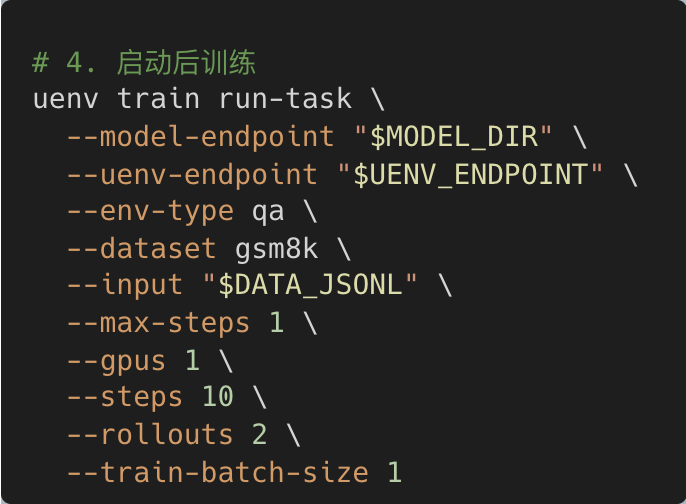 # 4. 启动后训练
uenv train run-task \
  --model-endpoint "$MODEL_DIR" \
  --uenv-endpoint "$UENV_ENDPOINT" \
  --env-type qa \
  --dataset gsm8k \
  --input "$DATA_JSONL" \
  --max-steps 1 \
  --gpus 1 \
  --steps 10 \
  --rollouts 2 \
  --train-batch-size 1